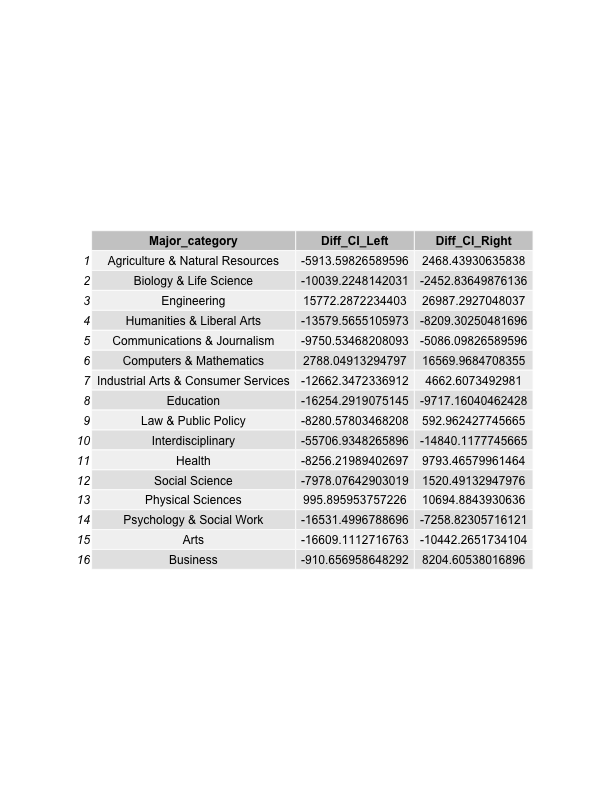 Major_category Diff_CI_Left Diff_CI_Right
1 Agriculture & Natural Resources -5913.59826589596 2468.43930635838
2 Biology & Life Science -10039.2248142031 -2452.83649876136
3 Engineering 15772.2872234403 26987.2927048037
4 Humanities & Liberal Arts -13579.5655105973 -8209.30250481696
5 Communications & Journalism -9750.53468208093 -5086.09826589596
6 Computers & Mathematics 2788.04913294797 16569.9684708355
7 Industrial Arts & Consumer Services -12662.3472336912 4662.6073492981
8 Education -16254.2919075145 -9717.16040462428
9 Law & Public Policy -8280.57803468208 592.962427745665
10 Interdisciplinary -55706.9348265896 -14840.1177745665
11 Health -8256.21989402697 9793.46579961464
12 Social Science -7978.07642903019 1520.49132947976
13 Physical Sciences 995.895953757226 10694.8843930636
14 Psychology & Social Work -16531.4996788696 -7258.82305716121
15 Arts -16609.1112716763 -10442.2651734104
16 Business -910.656958648292 8204.60538016896